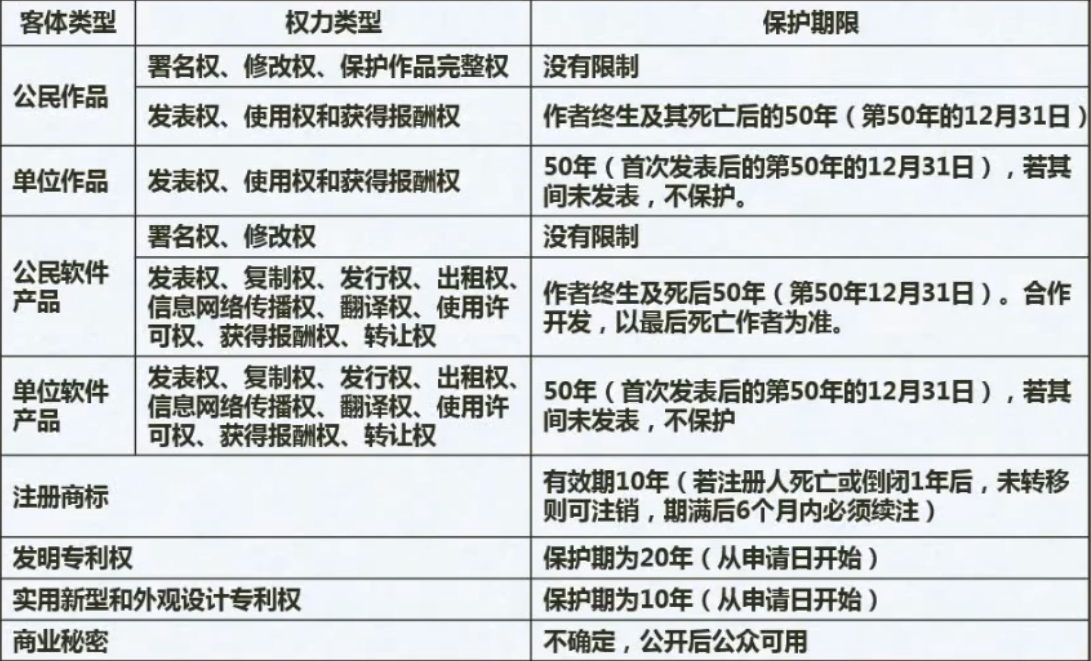 客体类型 权力类型 保护期限
公民作品
署名权、修改权、保护作品完整权 没有限制
发表权、使用权和获得报酬权 作者终生及其死亡后的50年（第50年的12月31日）
单位作品 发表权、使用权和获得报酬权
50年（首次发表后的第50年的12月31日），若其
间未发表，不保护。
公民软件
产品
署名权、修改权 没有限制
发表权、复制权、发行权、出租权、
信息网络传播权、翻译权、使用许
可权、获得报酬权、转让权
作者终生及死后50年（第50年12月31日）。合作
开发，以最后死亡作者为准。
单位软件
产品
发表权、复制权、发行权、出租权、
信息网络传播权、翻译权、使用许
可权、获得报酬权、转让权
50年（首次发表后的第50年的12月31日），若其
间未发表，不保护
注册商标
有效期10年（若注册人死亡或倒闭1年后，未转移
则可注销，期满后6个月内必须续注）
发明专利权 保护期为20年（从申请日开始）
实用新型和外观设计专利权 保护期为10年（从申请日开始）
商业秘密 不确定，公开后公众可用